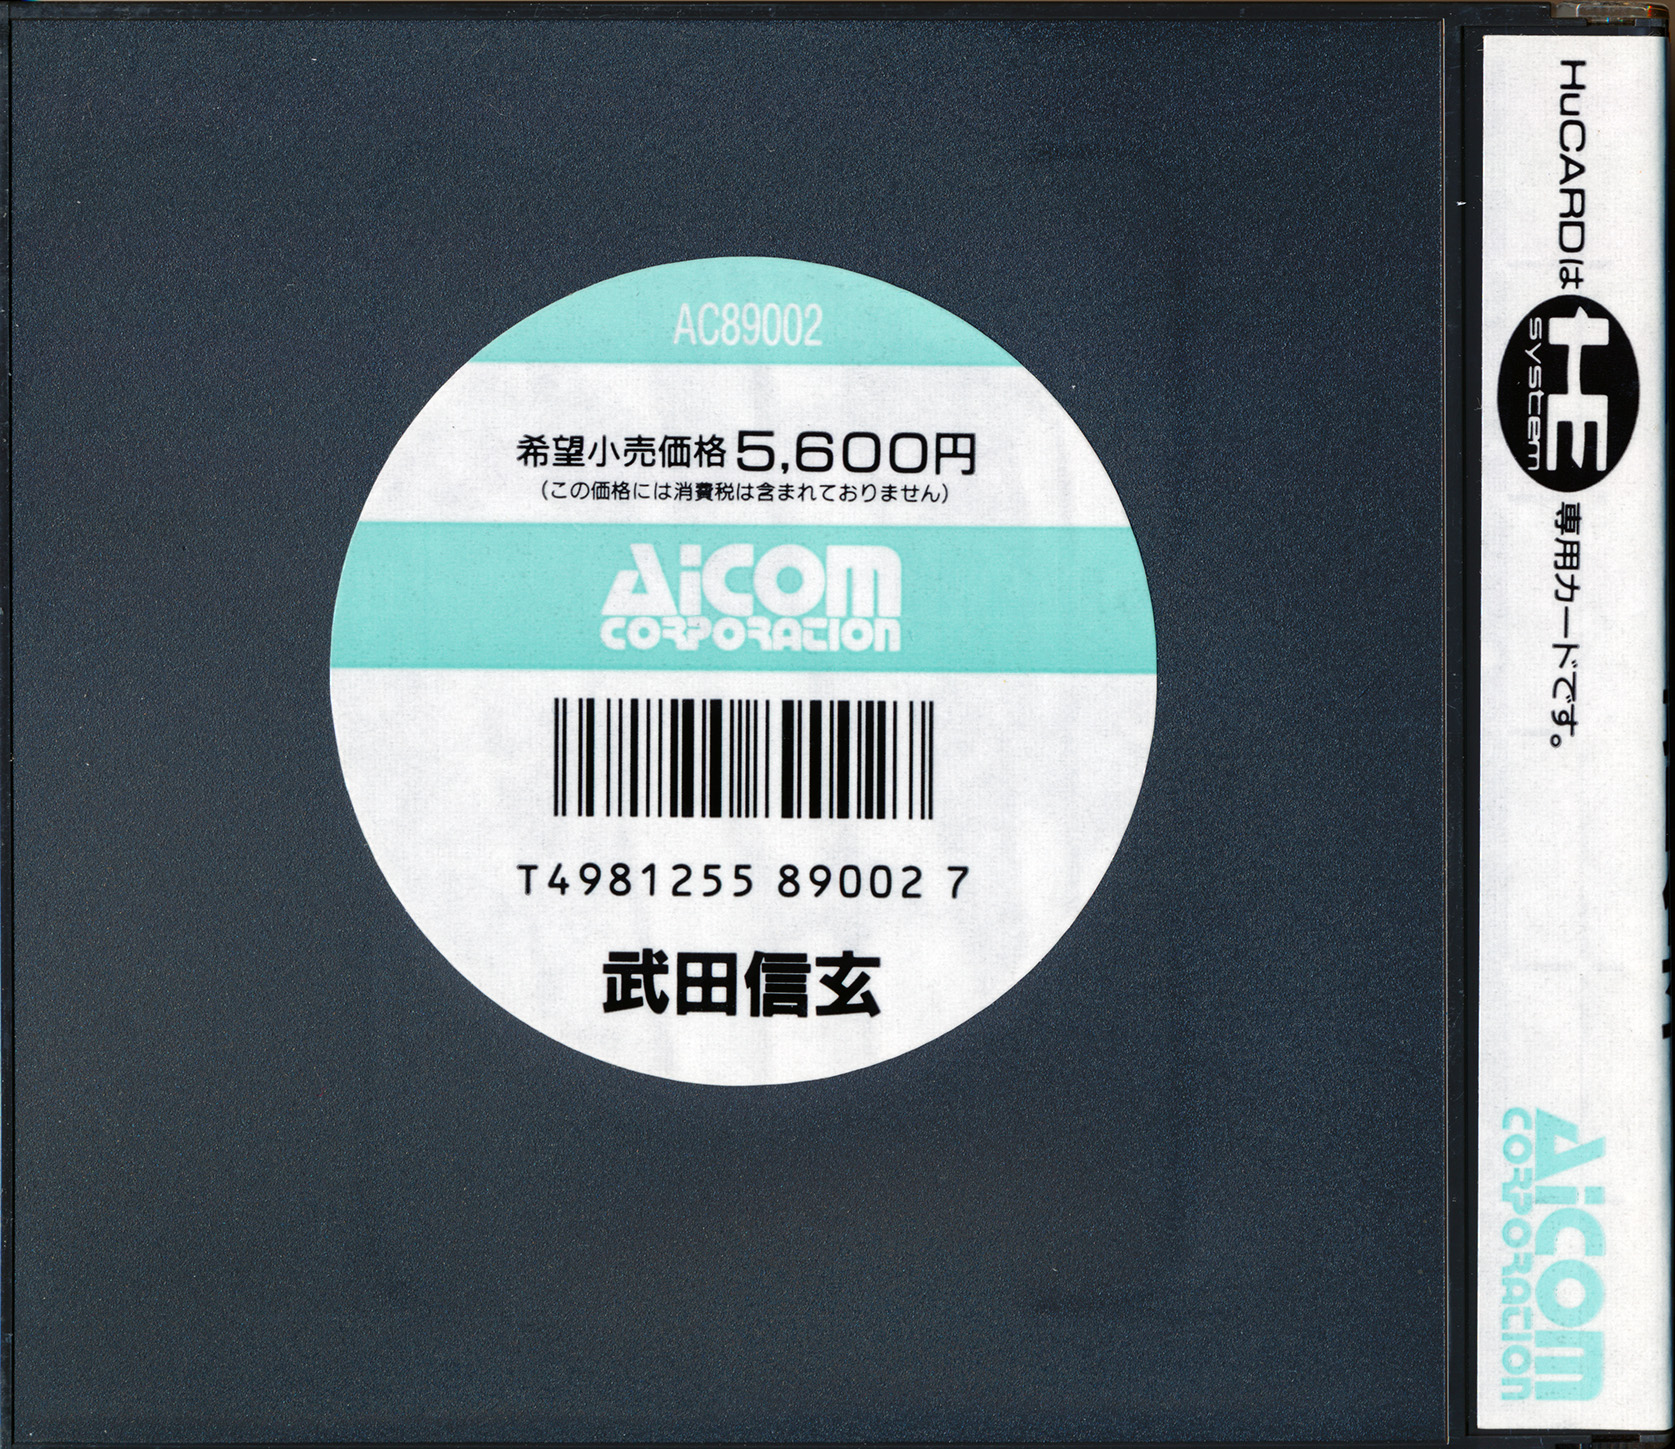 AC89002
希望小売価格5,600円
(この価格には消費税は含まれておりません)
AiCOM
CORPORATION
T4981255 89002 7
武田信玄
HuCARDは HE system 専用カードです。
AiCOM
CORPORATION